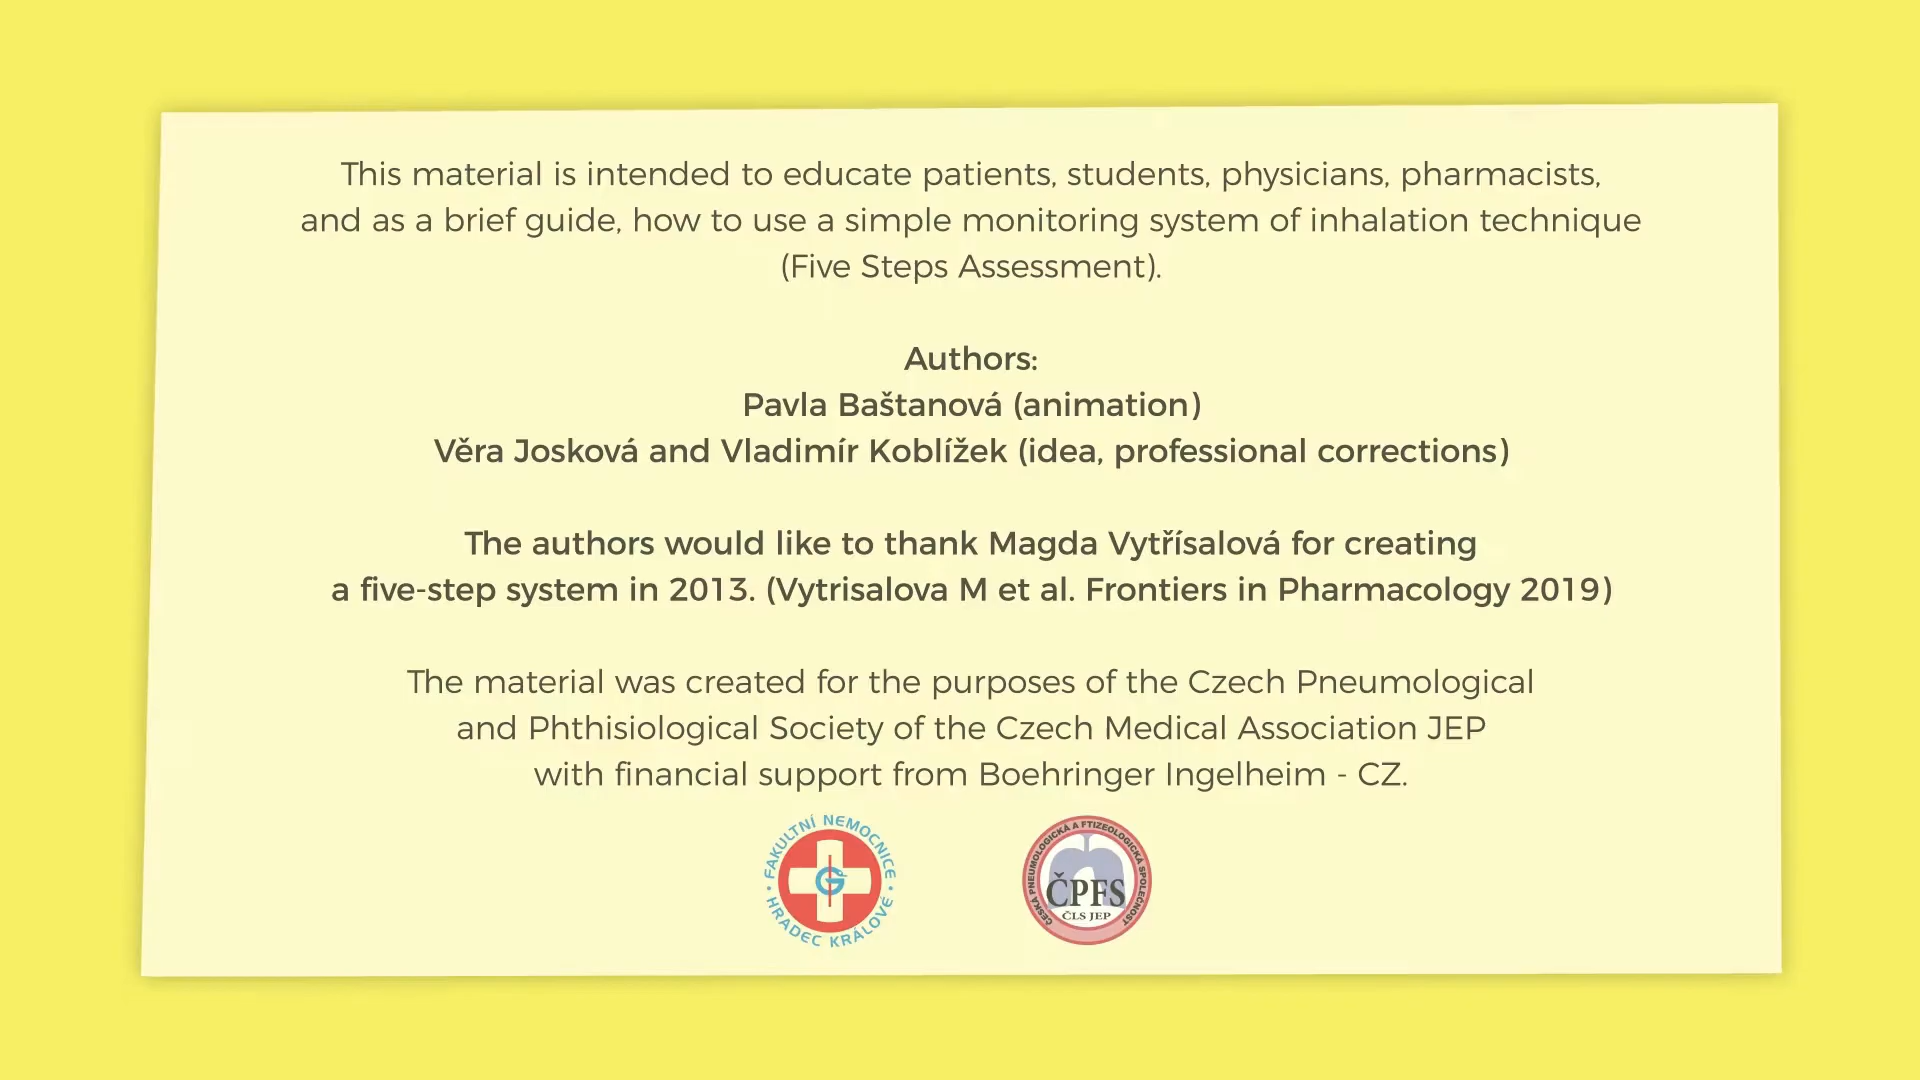 This material is intended to educate patients, students, physicians, pharmacists,
and as a brief guide, how to use a simple monitoring system of inhalation technique
(Five Steps Assessment).
Authors:
Pavla Baštanová (animation)
Věra Josková and Vladimír Koblížek (idea, professional corrections)
The authors would like to thank Magda Vytřísalová for creating
a five-step system in 2013. (Vytrisalova M et al. Frontiers in Pharmacology 2019)
The material was created for the purposes of the Czech Pneumological
and Phthisiological Society of the Czech Medical Association JEP
with financial support from Boehringer Ingelheim - CZ.
FAKULTNÍ NEMOCNICE
HRADEC KRÁLOVÉ
ČESKÁ PNEUMOLOGICKÁ A FTIZEOLOGICKÁ SPOLEČNOST
ČPFS
ČLS JEP